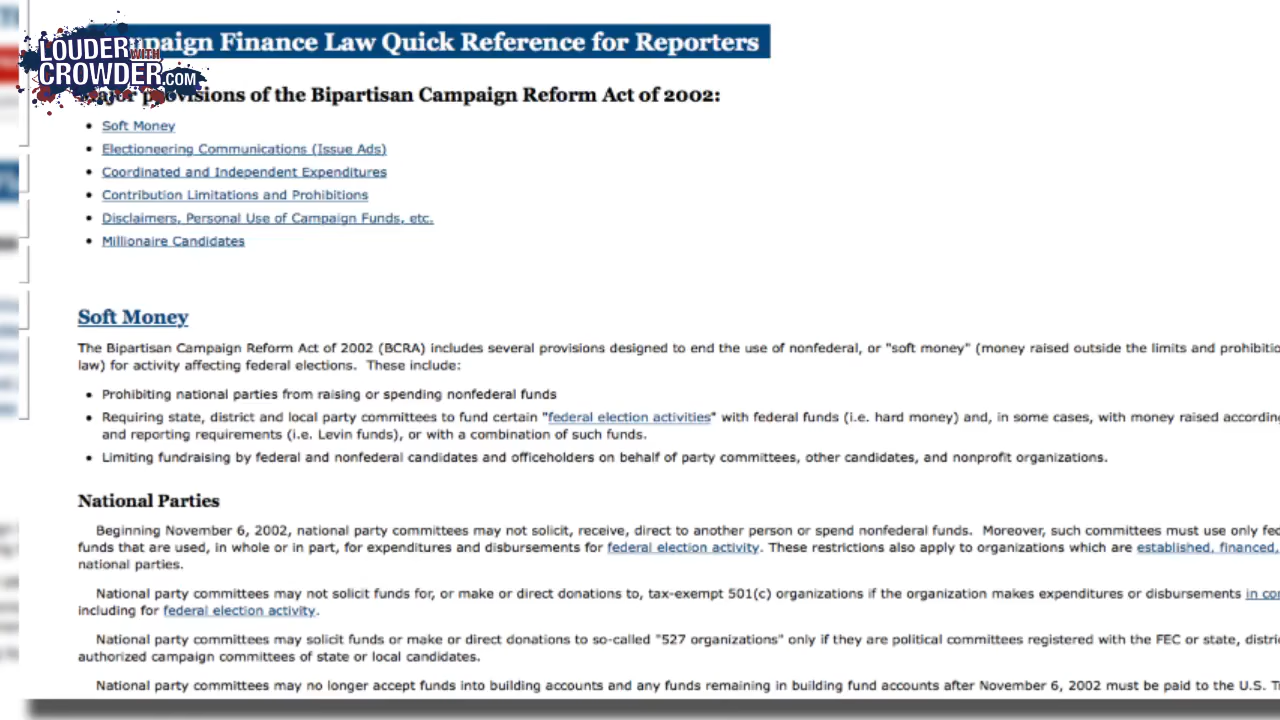 LOUDER WITH
CROWDER.COM
paign Finance Law Quick Reference for Reporters
provisions of the Bipartisan Campaign Reform Act of 2002:
Soft Money
Electioneering Communications (Issue Ads)
Coordinated and Independent Expenditures
Contribution Limitations and Prohibitions
Disclaimers, Personal Use of Campaign Funds, etc.
Millionaire Candidates
Soft Money
The Bipartisan Campaign Reform Act of 2002 (BCRA) includes several provisions designed to end the use of nonfederal, or "soft money" (money raised outside the limits and prohibitio
law) for activity affecting federal elections. These include:
Prohibiting national parties from raising or spending nonfederal funds
Requiring state, district and local party committees to fund certain "federal election activities" with federal funds (i.e. hard money) and, in some cases, with money raised according
and reporting requirements (i.e. Levin funds), or with a combination of such funds.
Limiting fundraising by federal and nonfederal candidates and officeholders on behalf of party committees, other candidates, and nonprofit organizations.
National Parties
Beginning November 6, 2002, national party committees may not solicit, receive, direct to another person or spend nonfederal funds. Moreover, such committees must use only fed
funds that are used, in whole or in part, for expenditures and disbursements for federal election activity. These restrictions also apply to organizations which are established, financed,
national parties.
National party committees may not solicit funds for, or make or direct donations to, tax-exempt 501(c) organizations if the organization makes expenditures or disbursements in co
including for federal election activity.
National party committees may solicit funds or make or direct donations to so-called "527 organizations" only if they are political committees registered with the FEC or state, distric
authorized campaign committees of state or local candidates.
National party committees may no longer accept funds into building accounts and any funds remaining in building fund accounts after November 6, 2002 must be paid to the U.S. T